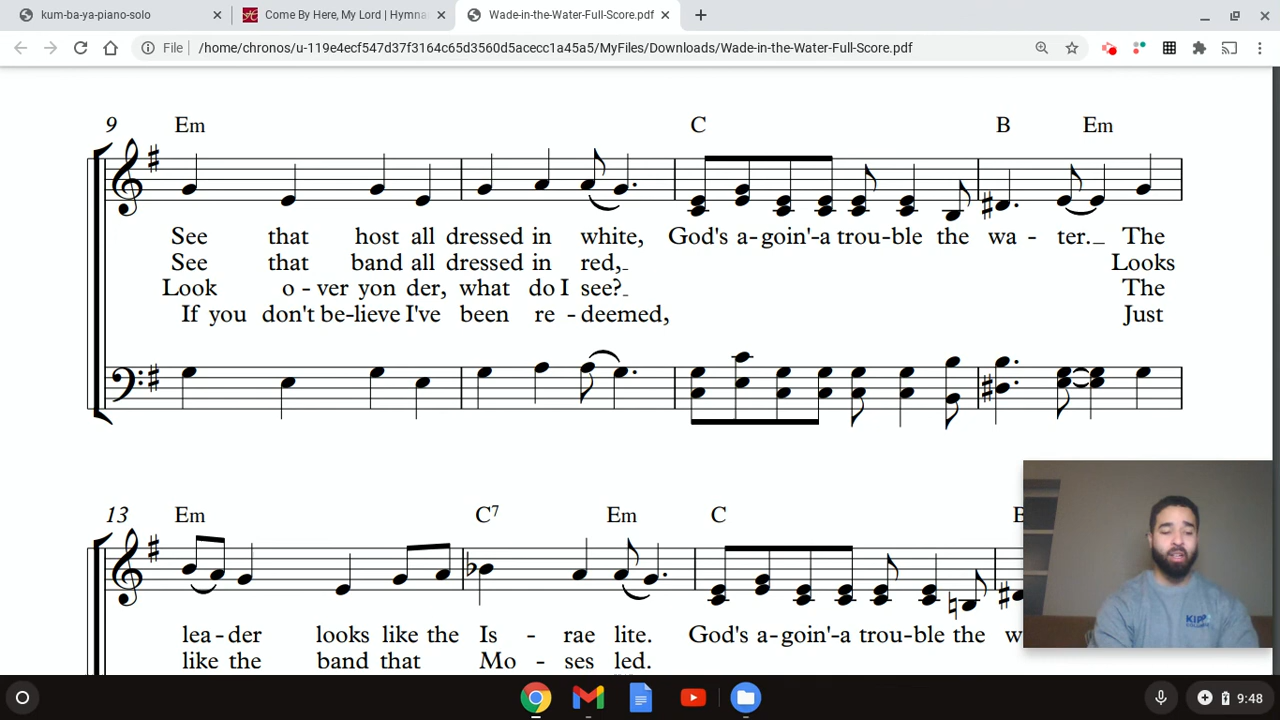 kum-ba-ya-piano-solo
Come By Here, My Lord | Hymna
Wade-in-the-Water-Full-Score.pdf
File
/home/chronos/u-119e4ecf547d37f3164c65d3560d5acecc1a45a5/MyFiles/Downloads/Wade-in-the-Water-Full-Score.pdf
9 Em C B Em
See that host all dressed in white, God's a-goin'-a trou-ble the wa - ter. The
See that band all dressed in red, Looks
Look o - ver yon der, what do I see? The
If you don't be-lieve I've been re - deemed, Just
13 Em C7 Em C
lea - der looks like the Is - rae lite. God's a-goin'-a trou-ble the
like the band that Mo - ses led.
KIPP
9:48